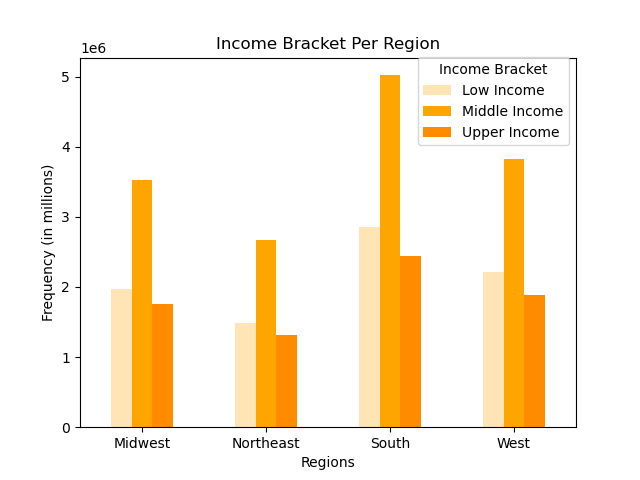 Income Bracket Per Region
1e6
Income Bracket
Low Income
Middle Income
Upper Income
5
4
3
2
1
0
Frequency (in millions)
Midwest Northeast South West
Regions